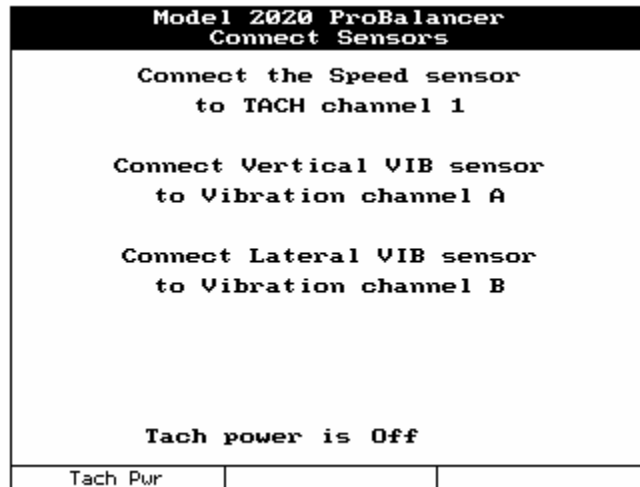 Model 2020 ProBalancer
Connect Sensors
Connect the Speed sensor
to TACH channel 1
Connect Vertical VIB sensor
to Vibration channel A
Connect Lateral VIB sensor
to Vibration channel B
Tach power is Off
Tach Pwr